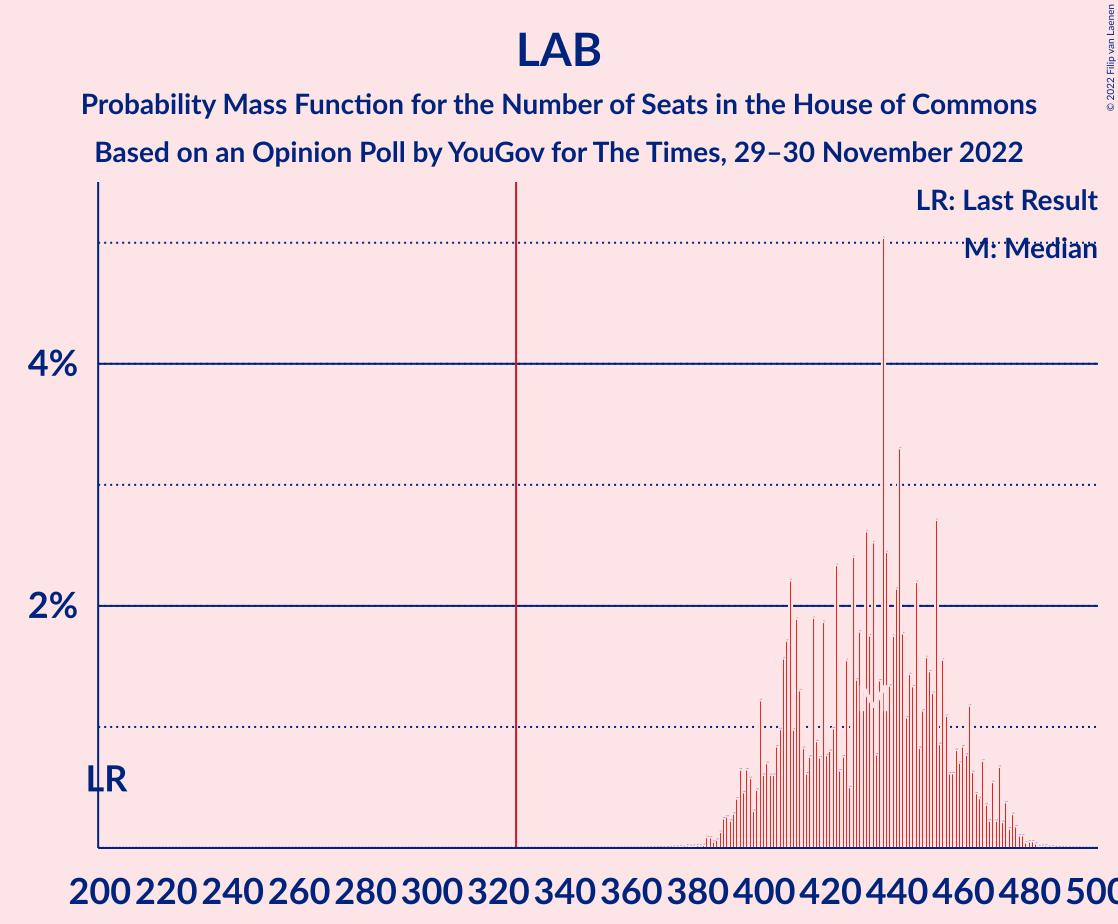 LAB
Probability Mass Function for the Number of Seats in the House of Commons
Based on an Opinion Poll by YouGov for The Times, 29–30 November 2022
© 2022 Filip van Laenen
LR: Last Result
M: Median
4%
2%
LR
200 220 240 260 280 300 320 340 360 380 400 420 440 460 480 500